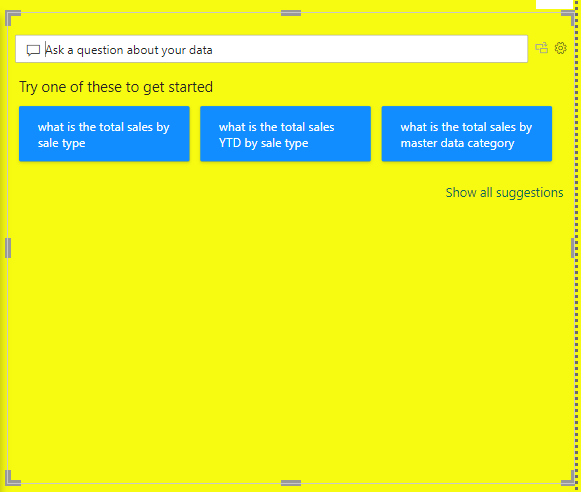 Ask a question about your data
Try one of these to get started
what is the total sales by
sale type
what is the total sales
YTD by sale type
what is the total sales by
master data category
Show all suggestions